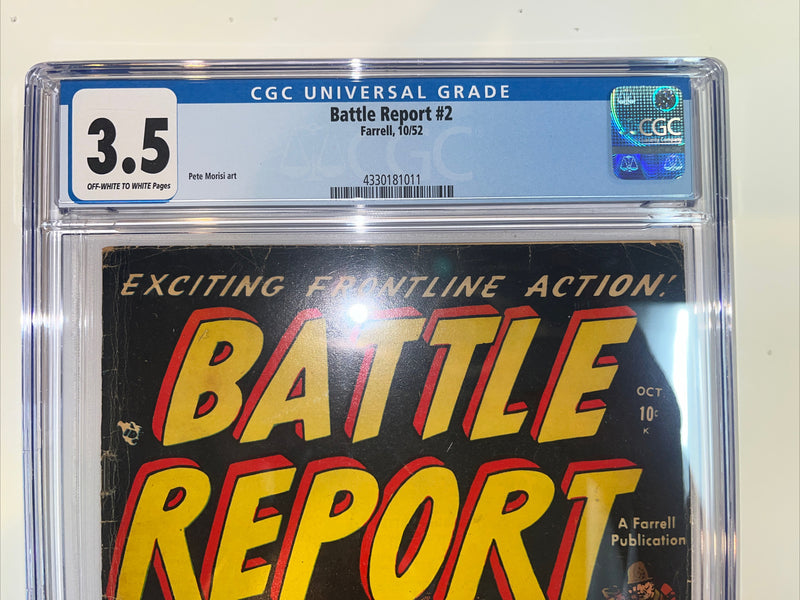 CGC UNIVERSAL GRADE
Battle Report #2
Farrell, 10/52
3.5
OFF-WHITE TO WHITE Pages
Pete Morisi art
4330181011
CGC
EXCITING FRONTLINE ACTION!
BATTLE
REPORT
OCT
10¢
K
A Farrell
Publication